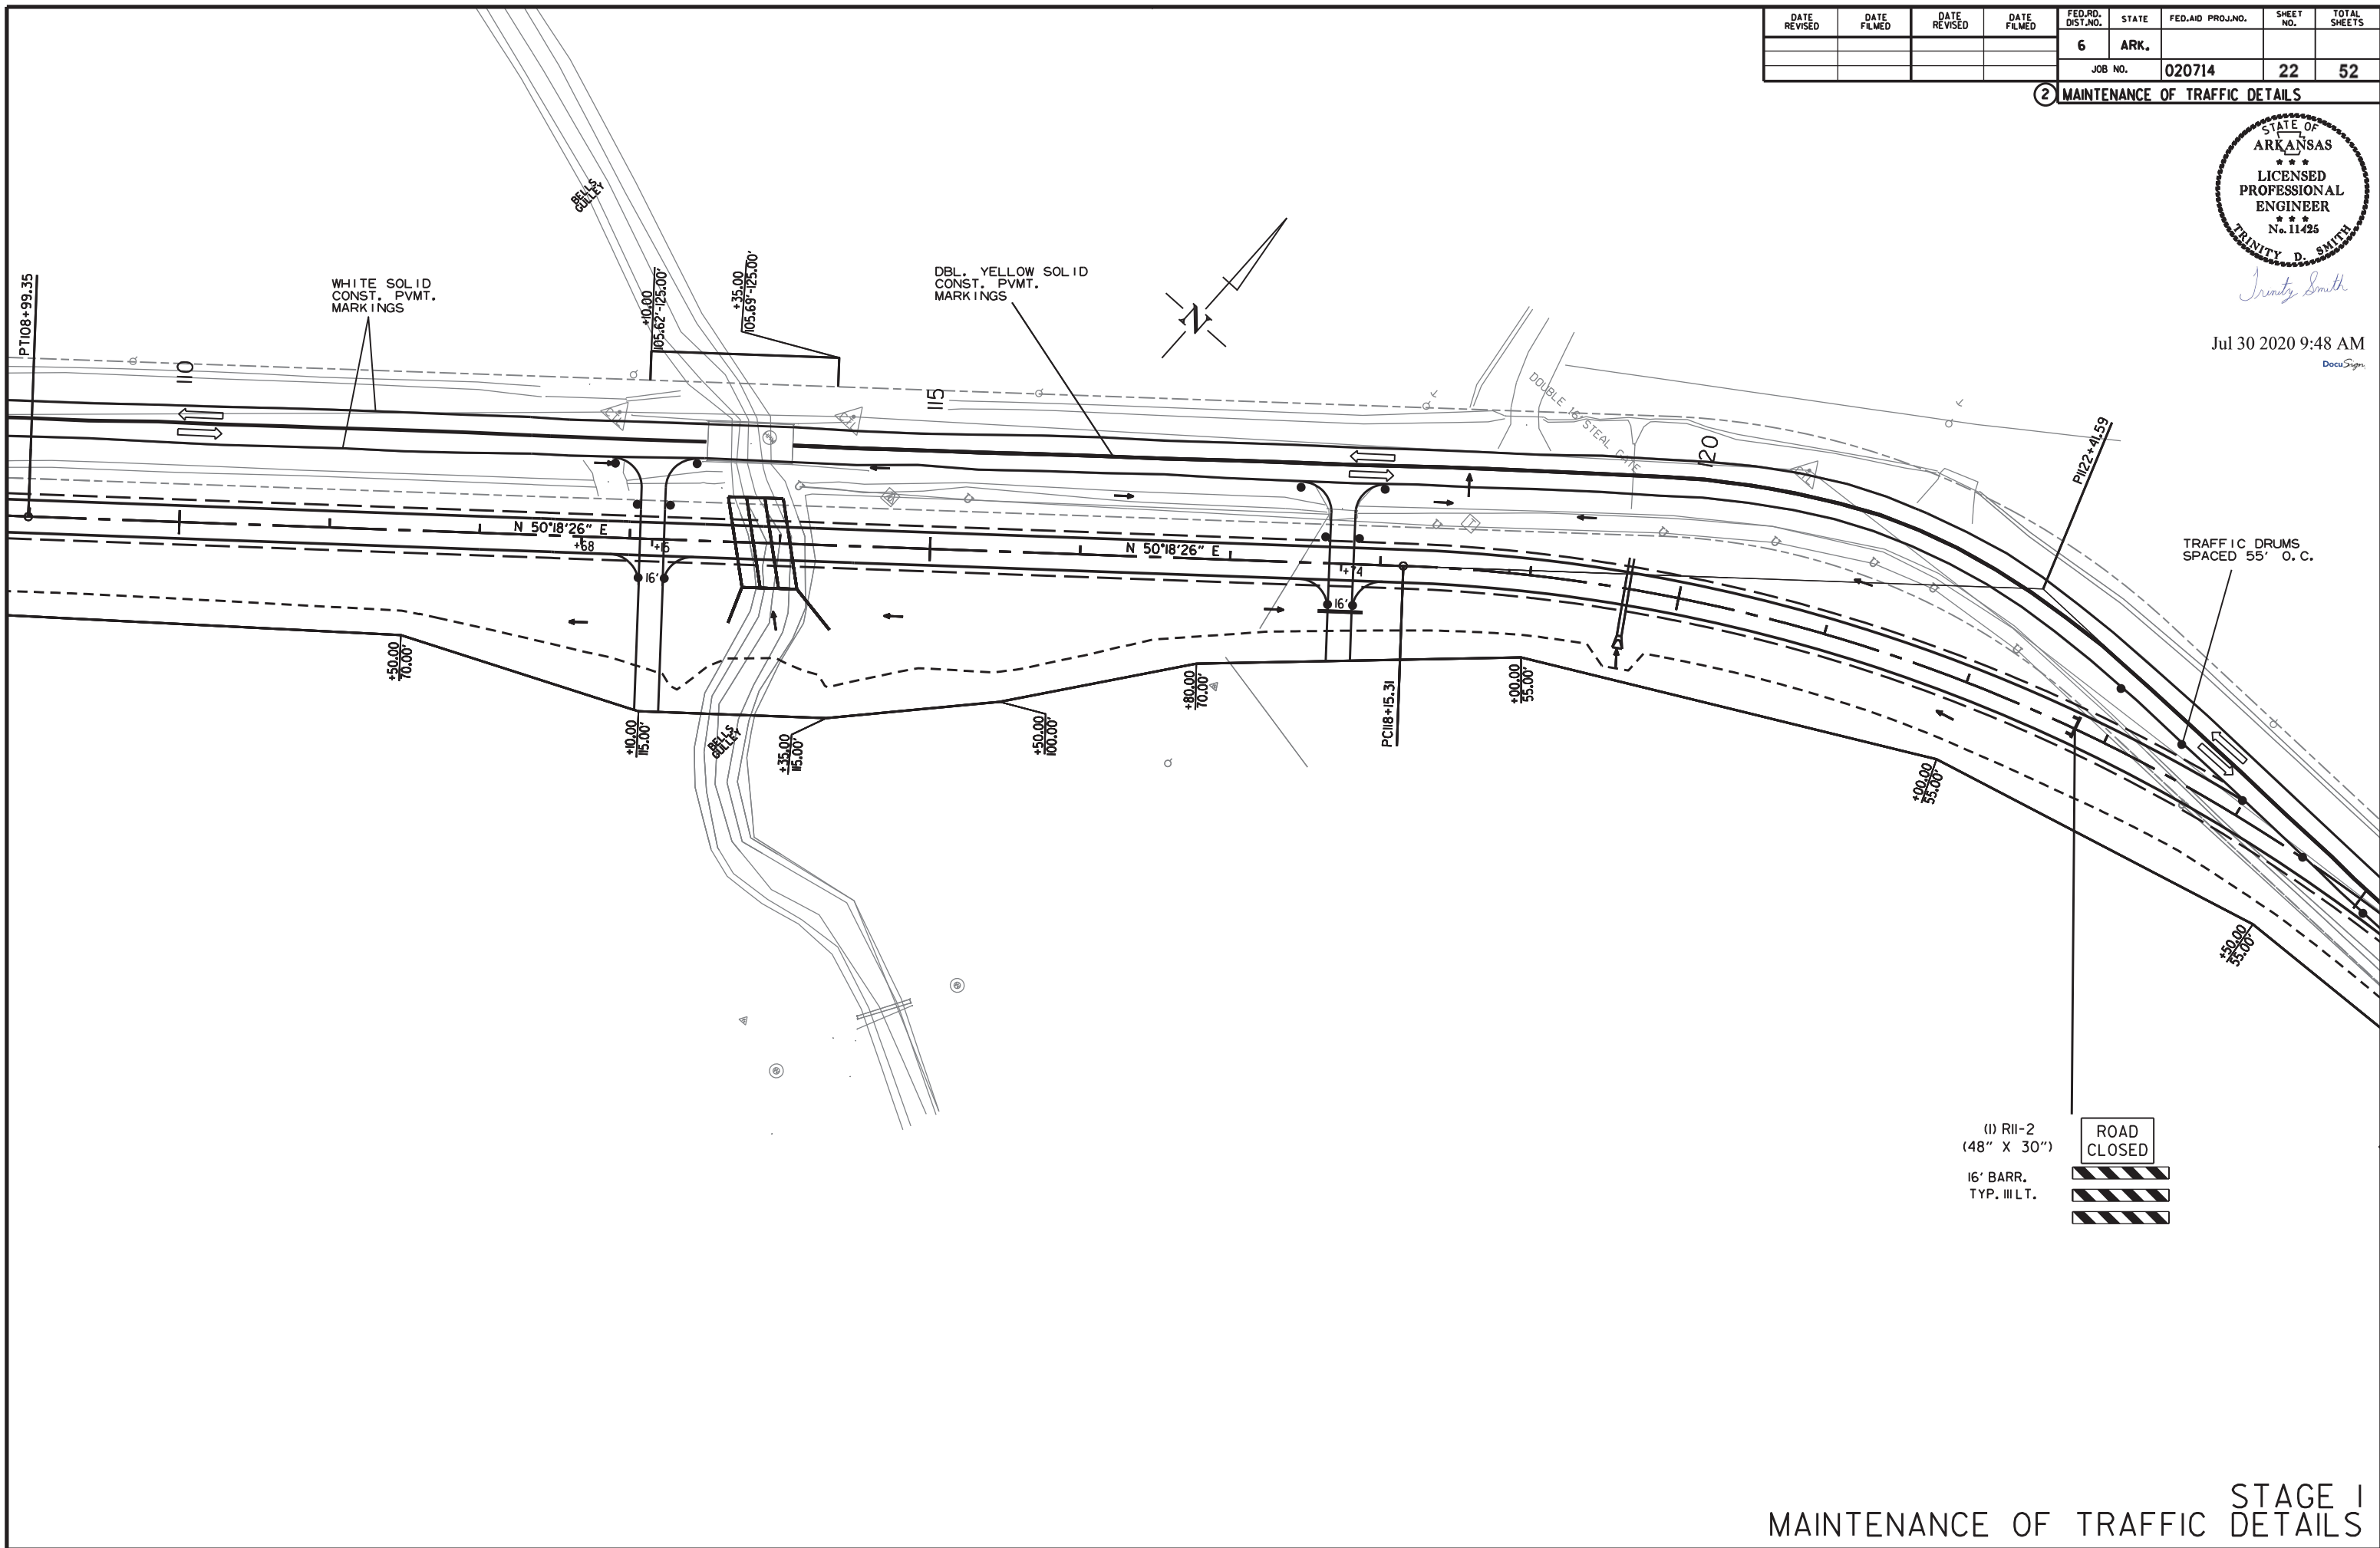 DATE REVISED
DATE FILMED
DATE REVISED
DATE FILMED
FED.RD. DIST.NO.
STATE
FED.AID PROJ.NO.
SHEET NO.
TOTAL SHEETS
6
ARK.
JOB NO.
020714
22
52
2 MAINTENANCE OF TRAFFIC DETAILS
STATE OF
ARKANSAS
* * *
LICENSED
PROFESSIONAL
ENGINEER
* * *
No. 11425
TRINITY D. SMITH
Trinity Smith
Jul 30 2020 9:48 AM
DocuSign
BELLS
GULLEY
PT108+99.35
WHITE SOLID
CONST. PVMT.
MARKINGS
+10.00
105.62'-125.00'
+35.00
105.69'-125.00'
DBL. YELLOW SOLID
CONST. PVMT.
MARKINGS
N
110
115
DOUBLE 16' STEAL GATE
120
PI122+41.59
TRAFFIC DRUMS
SPACED 55' O.C.
N 50°18'26" E
+68
+15
16'
N 50°18'26" E
+74
16'
+50.00
70.00'
+10.00
115.00'
BELLS
GULLEY
+35.00
115.00'
+50.00
100.00'
+80.00
70.00'
PC118+15.31
+00.00
55.00'
+00.00
55.00'
+50.00
55.00'
(1) R11-2
(48" X 30")
ROAD
CLOSED
16' BARR.
TYP. III LT.
STAGE 1
MAINTENANCE OF TRAFFIC DETAILS